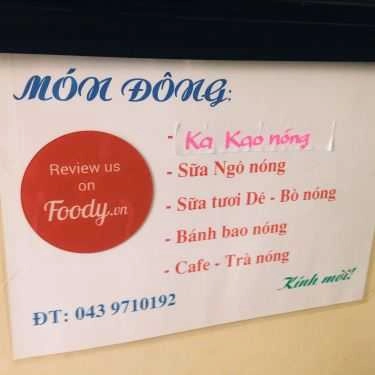 MÓN ĐÔNG:
- Ka Kao nóng
- Sữa Ngô nóng
- Sữa tươi Dê - Bò nóng
- Bánh bao nóng
- Cafe - Trà nóng
Review us
on
Foody.vn
Kính mời!
ĐT: 043 9710192